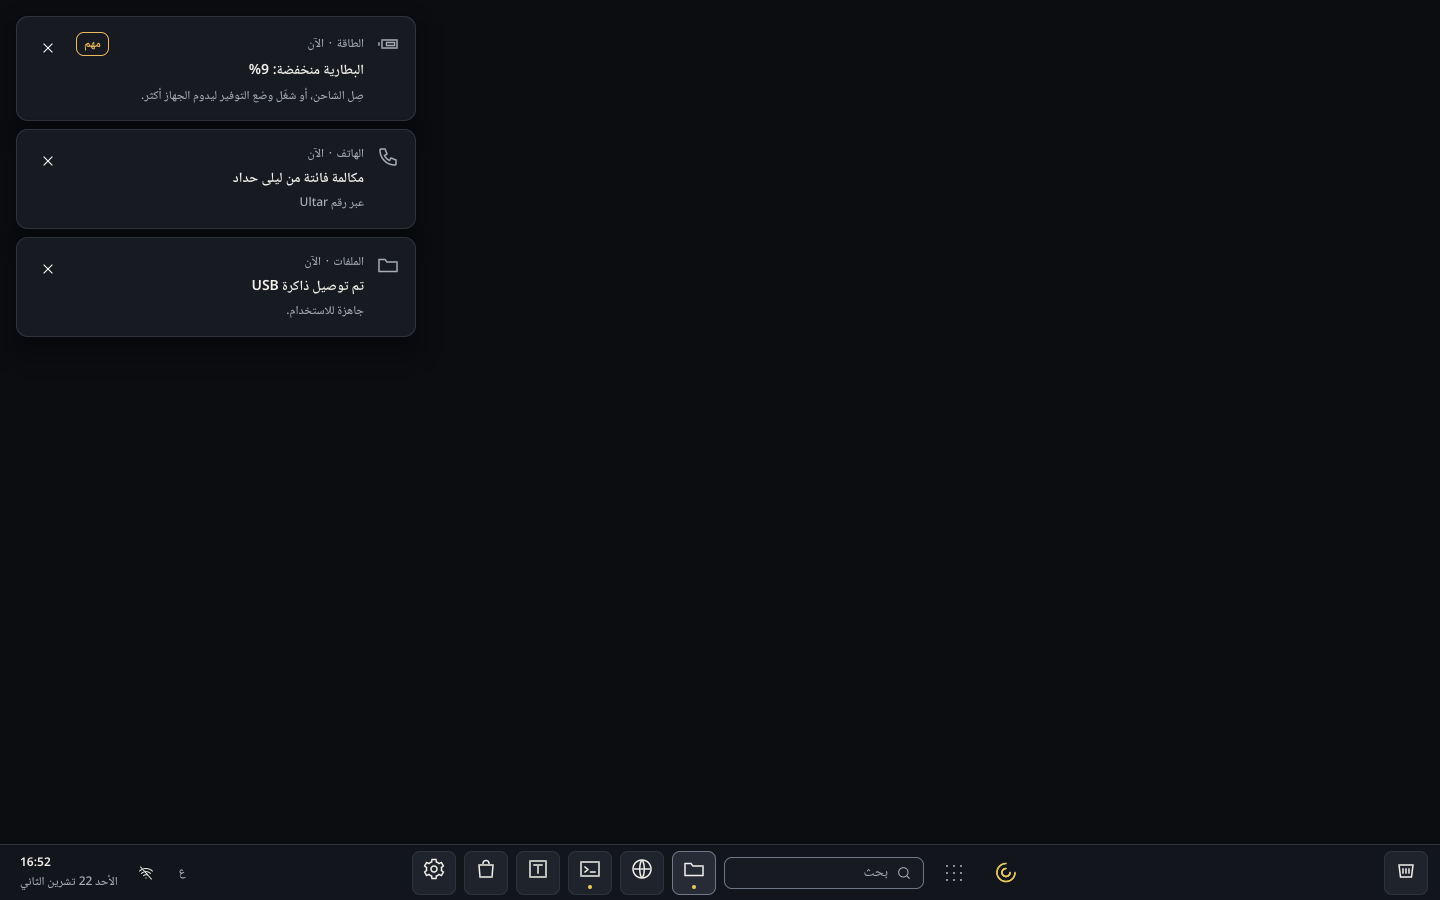 الطاقة · الآن
مهم
البطارية منخفضة: 9%
صِل الشاحن، أو شغّل وضع التوفير ليدوم الجهاز أكثر.
الهاتف · الآن
مكالمة فائتة من ليلى حداد
عبر رقم Ultar
الملفات · الآن
تم توصيل ذاكرة USB
جاهزة للاستخدام.
بحث
ع
16:52
الأحد 22 تشرين الثاني